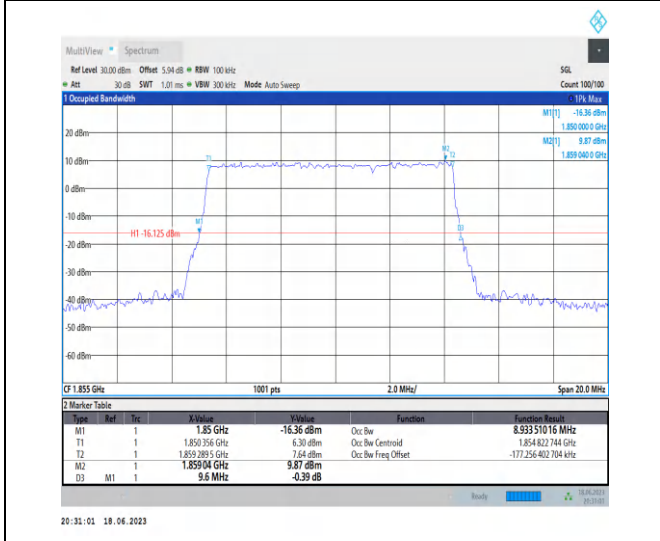 MultiView Spectrum
Ref Level 30.00 dBm Offset 5.94 dB RBW 100 kHz SGL
Att 30 dB SWT 1.01 ms VBW 300 kHz Mode Auto Sweep Count 100/100
1 Occupied Bandwidth 1Pk Max
M1[1] -16.36 dBm
1.850 000 0 GHz
M2[1] 9.87 dBm
1.859 040 0 GHz
20 dBm
M2
T1 T2
10 dBm
0 dBm
-10 dBm
M1
D3
H1 -16.125 dBm
-20 dBm
-30 dBm
-40 dBm
-50 dBm
-60 dBm
CF 1.855 GHz 1001 pts 2.0 MHz/ Span 20.0 MHz
2 Marker Table
Type Ref Trc X-Value Y-Value Function Function Result
M1 1 1.85 GHz -16.36 dBm Occ Bw 8.933 510 16 MHz
T1 1 1.850 356 GHz 6.30 dBm Occ Bw Centroid 1.854 822 744 GHz
T2 1 1.859 289 5 GHz 7.64 dBm Occ Bw Freq Offset -177.256 402 704 kHz
M2 1 1.859 04 GHz 9.87 dBm
D3 M1 1 9.6 MHz -0.39 dB
Ready 18.06.2023
20:31:01
20:31:01 18.06.2023